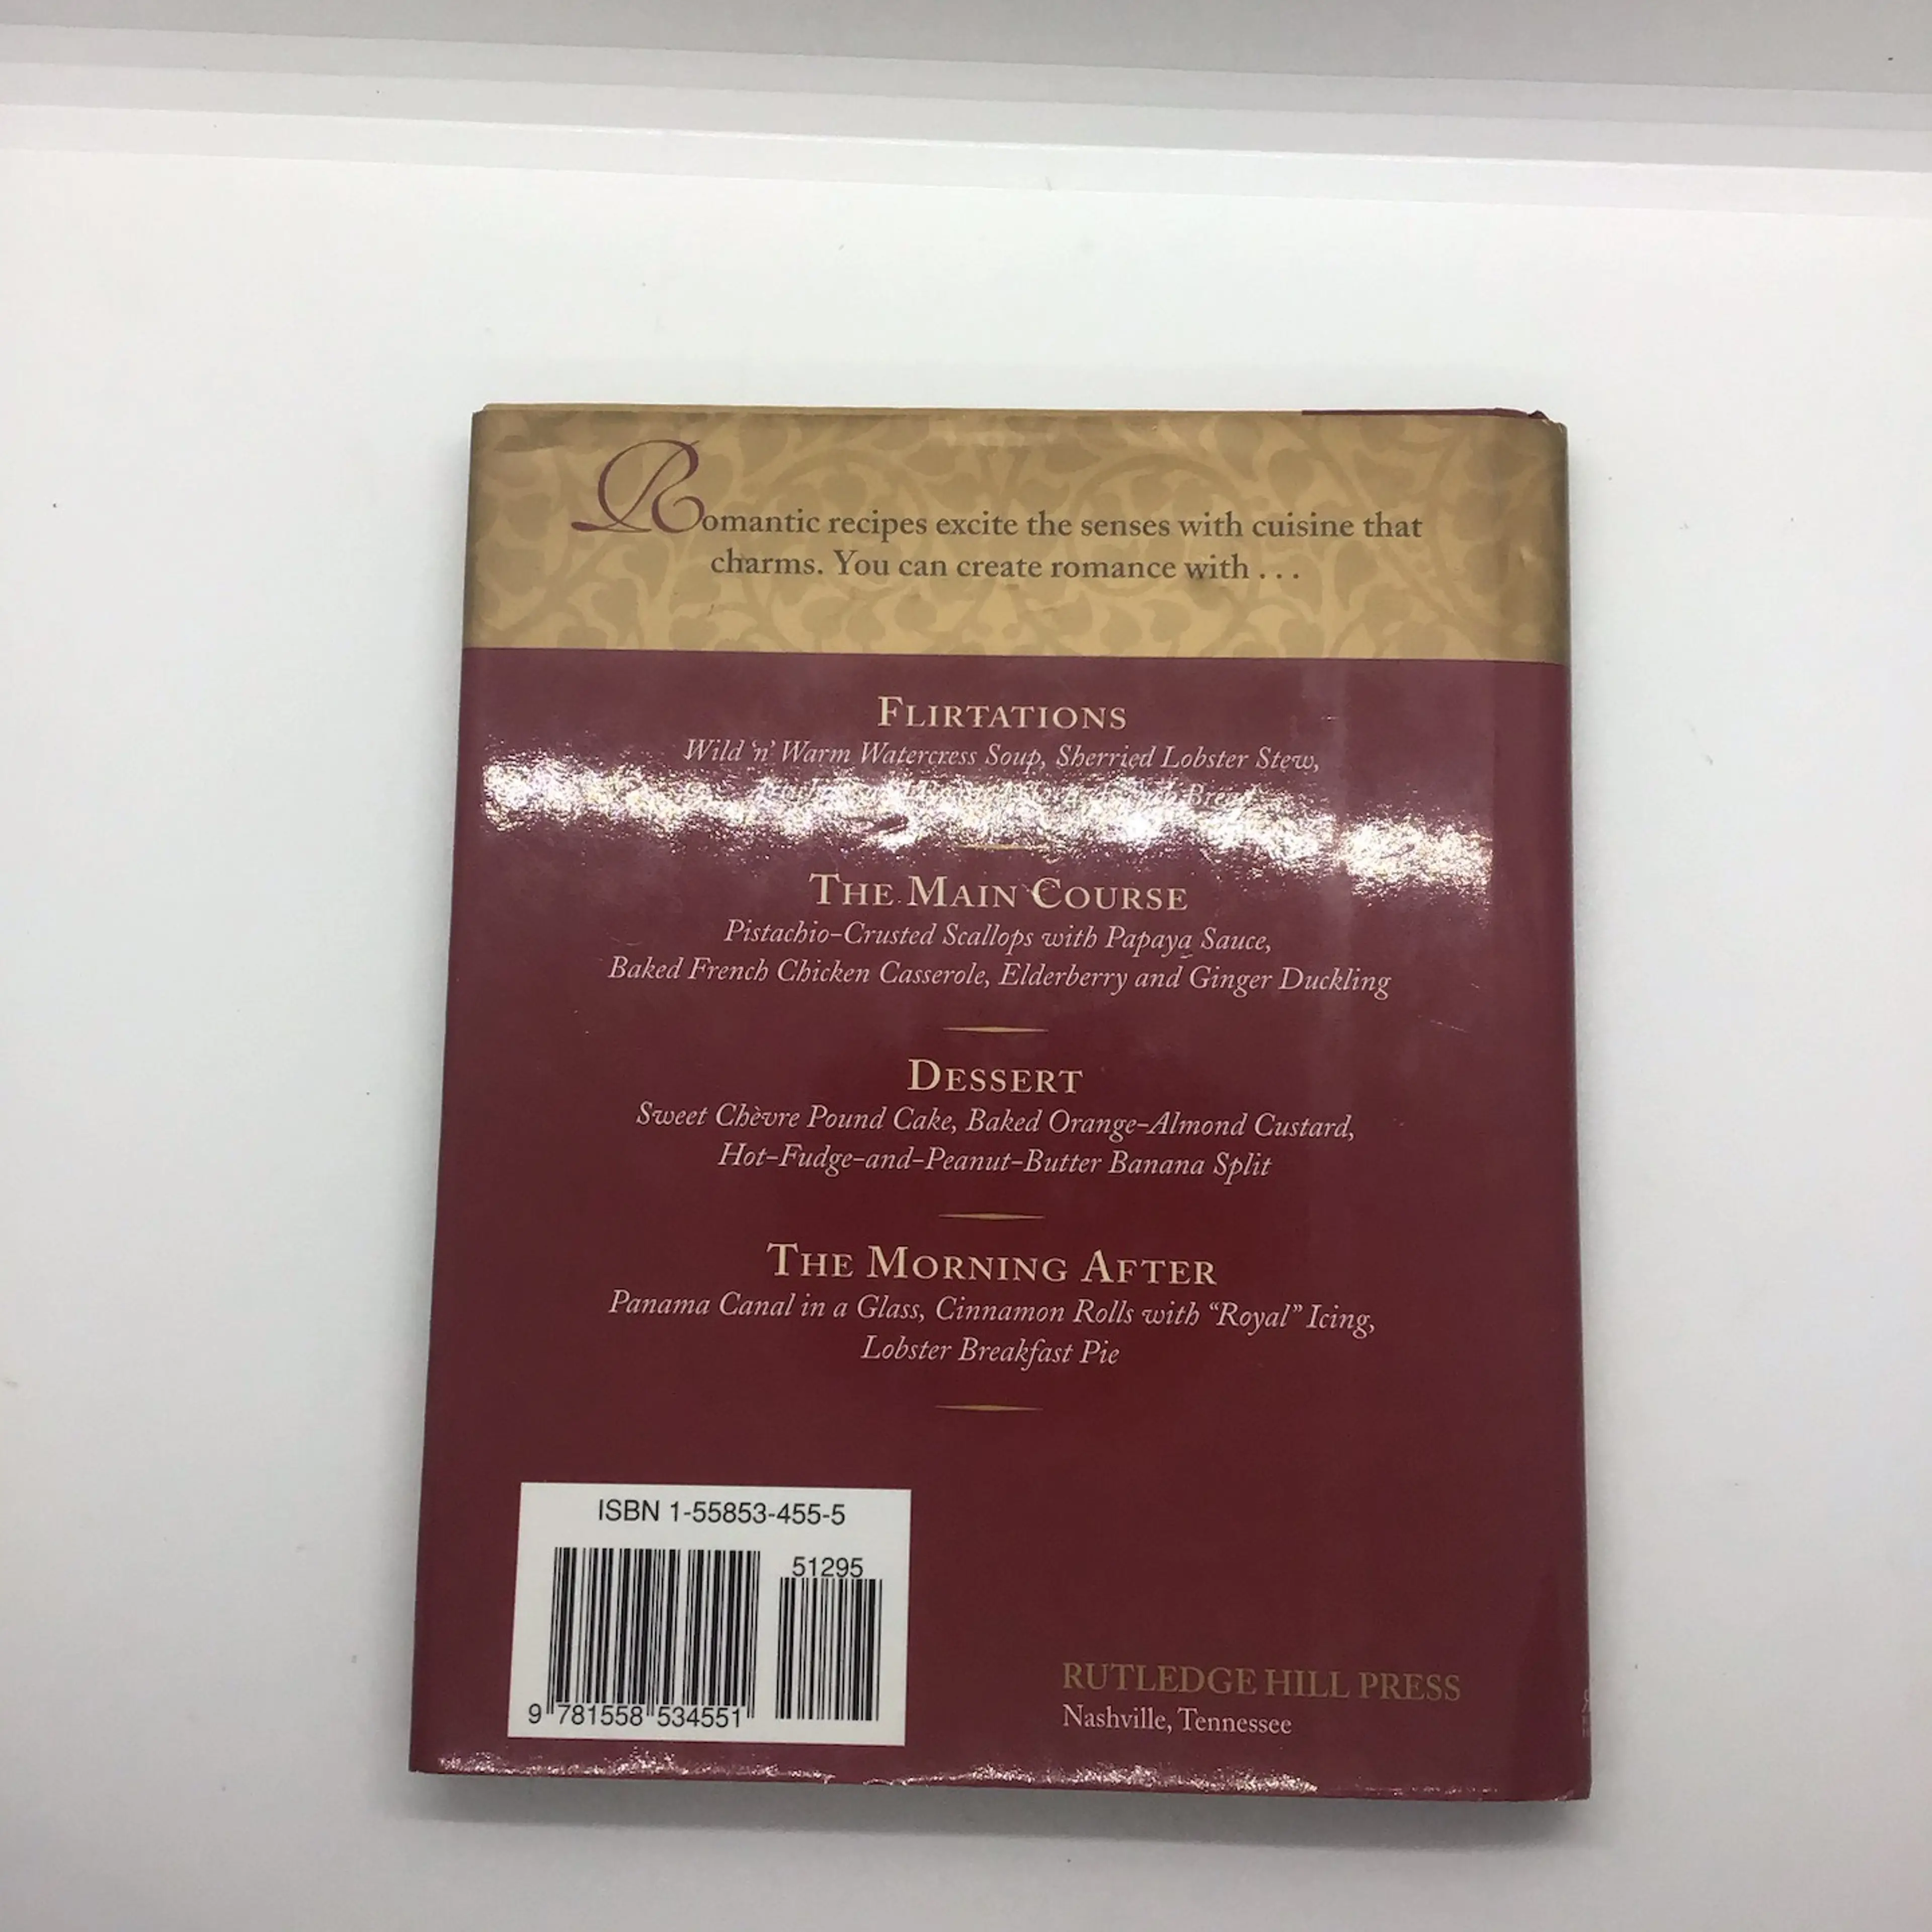 Romantic recipes excite the senses with cuisine that
charms. You can create romance with . . .
FLIRTATIONS
Wild 'n' Warm Watercress Soup, Sherried Lobster Stew,
THE MAIN COURSE
Pistachio-Crusted Scallops with Papaya Sauce,
Baked French Chicken Casserole, Elderberry and Ginger Duckling
DESSERT
Sweet Chèvre Pound Cake, Baked Orange-Almond Custard,
Hot-Fudge-and-Peanut-Butter Banana Split
THE MORNING AFTER
Panama Canal in a Glass, Cinnamon Rolls with “Royal” Icing,
Lobster Breakfast Pie
ISBN 1-55853-455-5
51295
9 781558 534551
RUTLEDGE HILL PRESS
Nashville, Tennessee